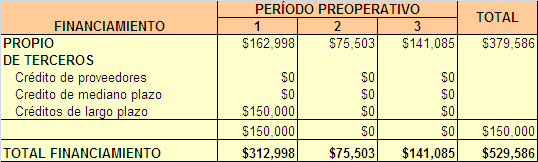 PERÍODO PREOPERATIVO
FINANCIAMIENTO 1 2 3 TOTAL
PROPIO $162,998 $75,503 $141,085 $379,586
DE TERCEROS
Crédito de proveedores $0 $0 $0
Crédito de mediano plazo $0 $0 $0
Créditos de largo plazo $150,000 $0 $0
$150,000 $0 $0 $150,000
TOTAL FINANCIAMIENTO $312,998 $75,503 $141,085 $529,586